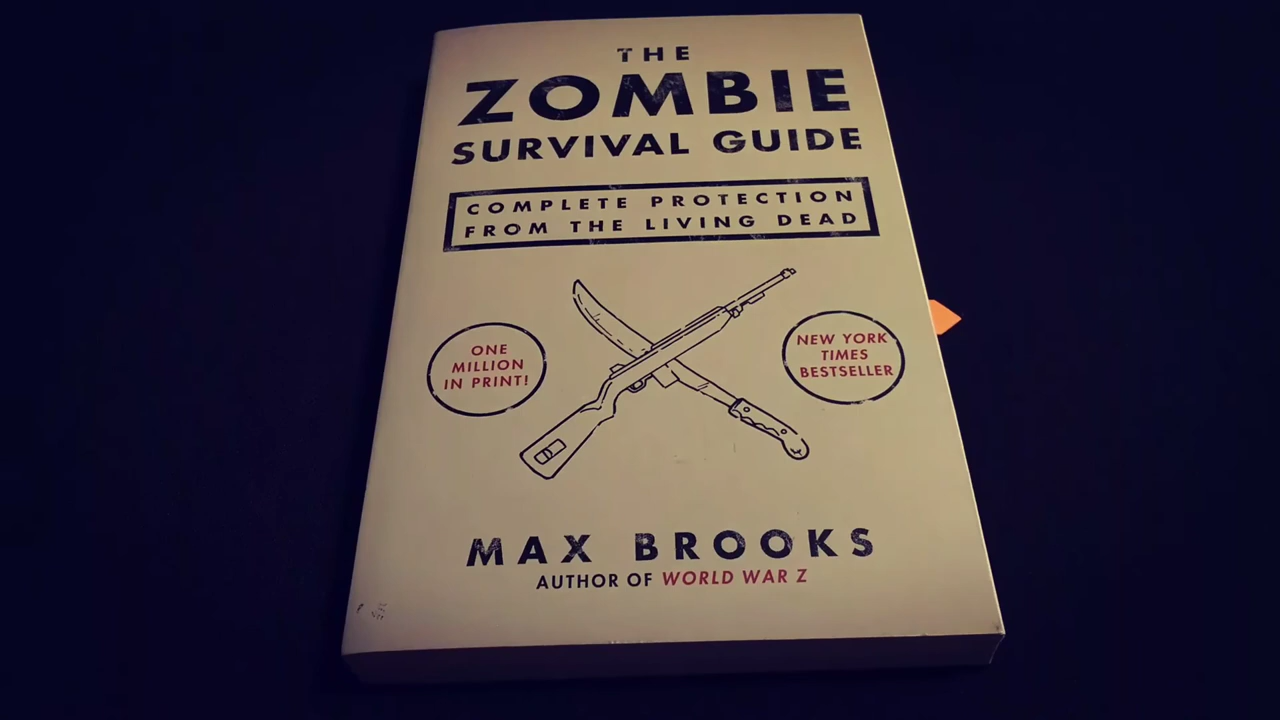 THE
ZOMBIE
SURVIVAL GUIDE
COMPLETE PROTECTION
FROM THE LIVING DEAD
ONE
MILLION
IN PRINT!
NEW YORK
TIMES
BESTSELLER
MAX BROOKS
AUTHOR OF WORLD WAR Z